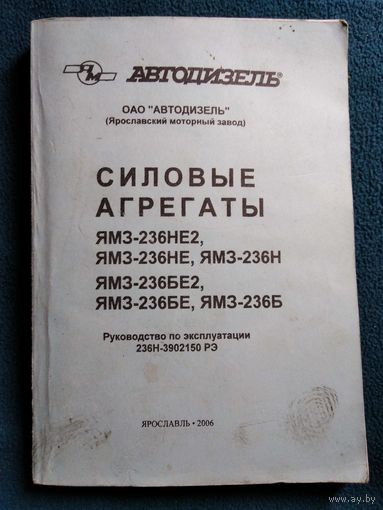 ЯМ АВТОДИЗЕЛЬ®
ОАО "АВТОДИЗЕЛЬ"
(Ярославский моторный завод)
СИЛОВЫЕ
АГРЕГАТЫ
ЯМЗ-236НЕ2,
ЯМЗ-236НЕ, ЯМЗ-236Н
ЯМЗ-236БЕ2,
ЯМЗ-236БЕ, ЯМЗ-236Б
Руководство по эксплуатации
236Н-3902150 РЭ
ЯРОСЛАВЛЬ • 2006
www.ay.by